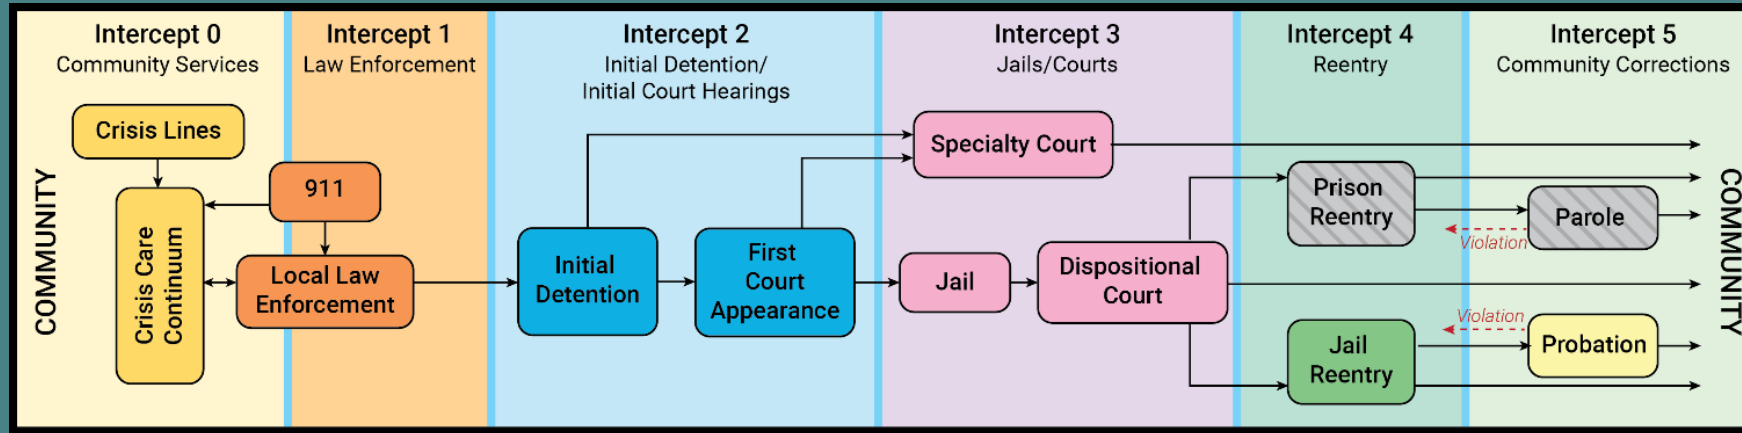 Intercept 0
Community Services
Intercept 1
Law Enforcement
Intercept 2
Initial Detention/
Initial Court Hearings
Intercept 3
Jails/Courts
Intercept 4
Reentry
Intercept 5
Community Corrections
COMMUNITY
Crisis Lines
Crisis Care
Continuum
911
Local Law
Enforcement
Initial
Detention
First
Court
Appearance
Specialty Court
Jail
Dispositional
Court
Prison
Reentry
Parole
Violation
Jail
Reentry
Violation
Probation
COMMUNITY